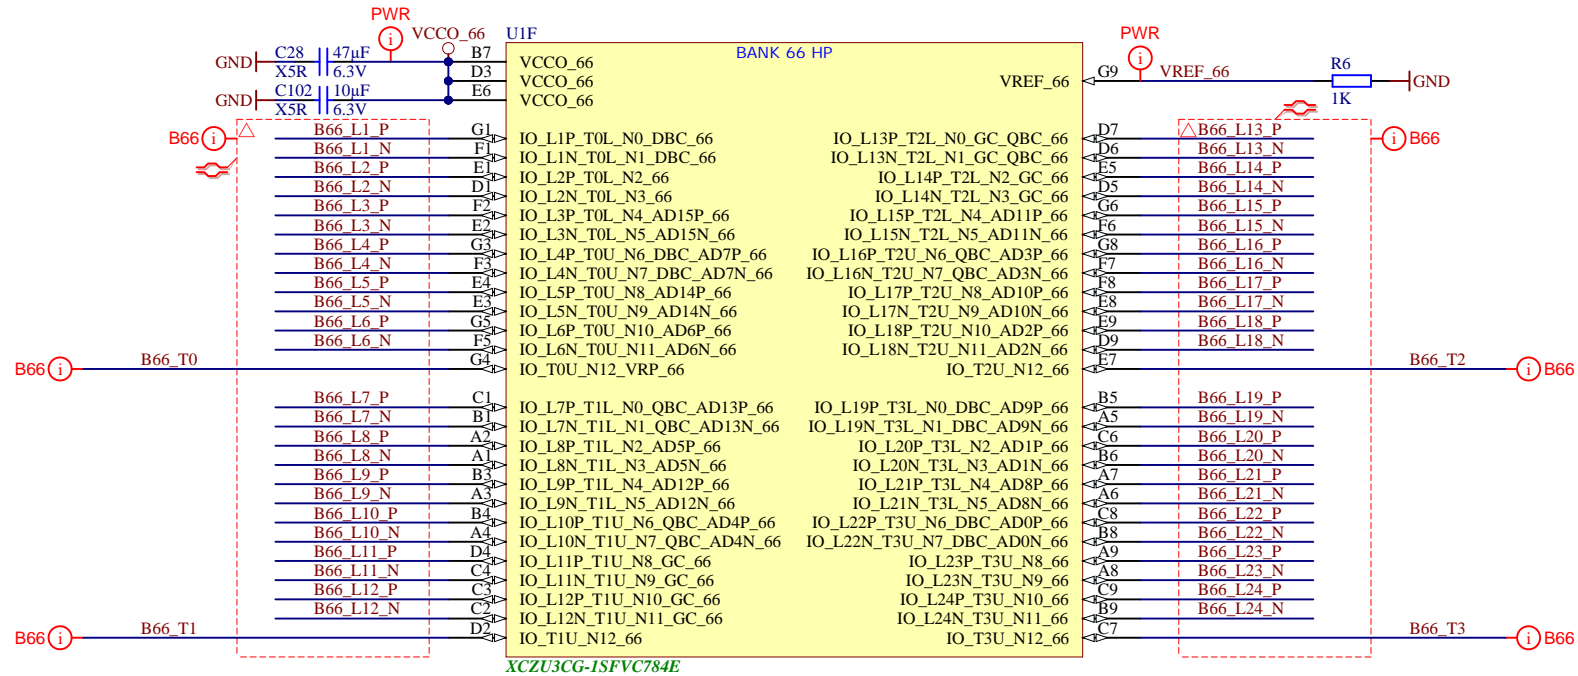 PWR
VCCO_66
U1F
C28 47µF
GND
X5R 6.3V
C102 10µF
GND
X5R 6.3V
BANK 66 HP
B7 VCCO_66
D3 VCCO_66
E6 VCCO_66
PWR
VREF_66 G9 VREF_66
R6
1K
GND
B66 i
i B66
B66_L1_P G1 IO_L1P_T0L_N0_DBC_66 IO_L13P_T2L_N0_GC_QBC_66 D7 B66_L13_P
B66_L1_N F1 IO_L1N_T0L_N1_DBC_66 IO_L13N_T2L_N1_GC_QBC_66 D6 B66_L13_N
B66_L2_P E1 IO_L2P_T0L_N2_66 IO_L14P_T2L_N2_GC_66 E5 B66_L14_P
B66_L2_N D1 IO_L2N_T0L_N3_66 IO_L14N_T2L_N3_GC_66 D5 B66_L14_N
B66_L3_P F2 IO_L3P_T0L_N4_AD15P_66 IO_L15P_T2L_N4_AD11P_66 G6 B66_L15_P
B66_L3_N E2 IO_L3N_T0L_N5_AD15N_66 IO_L15N_T2L_N5_AD11N_66 F6 B66_L15_N
B66_L4_P G3 IO_L4P_T0U_N6_DBC_AD7P_66 IO_L16P_T2U_N6_QBC_AD3P_66 G8 B66_L16_P
B66_L4_N F3 IO_L4N_T0U_N7_DBC_AD7N_66 IO_L16N_T2U_N7_QBC_AD3N_66 F7 B66_L16_N
B66_L5_P E4 IO_L5P_T0U_N8_AD14P_66 IO_L17P_T2U_N8_AD10P_66 F8 B66_L17_P
B66_L5_N E3 IO_L5N_T0U_N9_AD14N_66 IO_L17N_T2U_N9_AD10N_66 E8 B66_L17_N
B66_L6_P G5 IO_L6P_T0U_N10_AD6P_66 IO_L18P_T2U_N10_AD2P_66 E9 B66_L18_P
B66_L6_N F5 IO_L6N_T0U_N11_AD6N_66 IO_L18N_T2U_N11_AD2N_66 D9 B66_L18_N
B66 i B66_T0 G4 IO_T0U_N12_VRP_66 IO_T2U_N12_66 E7 B66_T2 i B66
B66_L7_P C1 IO_L7P_T1L_N0_QBC_AD13P_66 IO_L19P_T3L_N0_DBC_AD9P_66 B5 B66_L19_P
B66_L7_N B1 IO_L7N_T1L_N1_QBC_AD13N_66 IO_L19N_T3L_N1_DBC_AD9N_66 A5 B66_L19_N
B66_L8_P A2 IO_L8P_T1L_N2_AD5P_66 IO_L20P_T3L_N2_AD1P_66 C6 B66_L20_P
B66_L8_N A1 IO_L8N_T1L_N3_AD5N_66 IO_L20N_T3L_N3_AD1N_66 B6 B66_L20_N
B66_L9_P B3 IO_L9P_T1L_N4_AD12P_66 IO_L21P_T3L_N4_AD8P_66 A7 B66_L21_P
B66_L9_N A3 IO_L9N_T1L_N5_AD12N_66 IO_L21N_T3L_N5_AD8N_66 A6 B66_L21_N
B66_L10_P B4 IO_L10P_T1U_N6_QBC_AD4P_66 IO_L22P_T3U_N6_DBC_AD0P_66 C8 B66_L22_P
B66_L10_N A4 IO_L10N_T1U_N7_QBC_AD4N_66 IO_L22N_T3U_N7_DBC_AD0N_66 B8 B66_L22_N
B66_L11_P D4 IO_L11P_T1U_N8_GC_66 IO_L23P_T3U_N8_66 A9 B66_L23_P
B66_L11_N C4 IO_L11N_T1U_N9_GC_66 IO_L23N_T3U_N9_66 A8 B66_L23_N
B66_L12_P C3 IO_L12P_T1U_N10_GC_66 IO_L24P_T3U_N10_66 C9 B66_L24_P
B66_L12_N C2 IO_L12N_T1U_N11_GC_66 IO_L24N_T3U_N11_66 B9 B66_L24_N
B66 i B66_T1 D2 IO_T1U_N12_66 IO_T3U_N12_66 C7 B66_T3 i B66
XCZU3CG-1SFVC784E